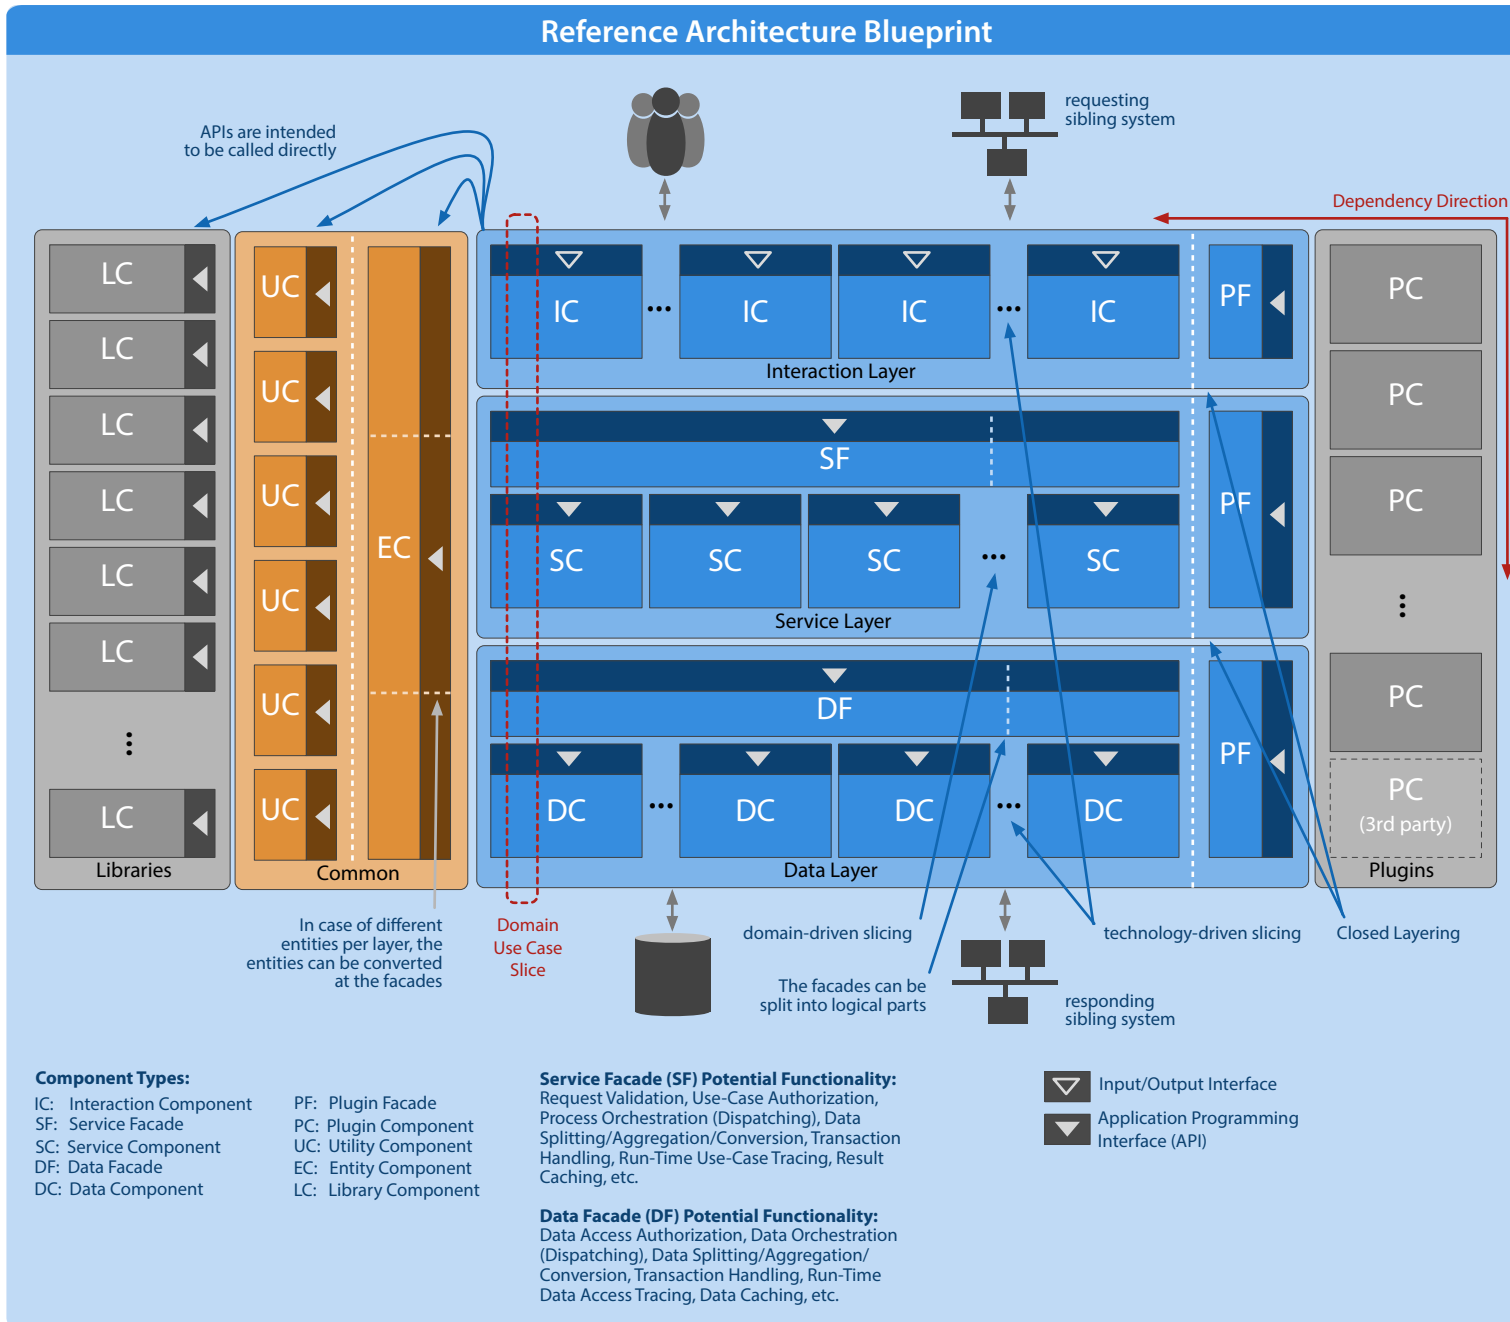 Reference Architecture Blueprint
APIs are intended
to be called directly
requesting
sibling system
Dependency Direction
LC
LC
LC
LC
LC
LC
LC
Libraries
UC
UC
UC
UC
UC
UC
EC
Common
IC
IC
IC
IC
PF
Interaction Layer
SF
SC
SC
SC
SC
PF
Service Layer
DF
DC
DC
DC
DC
PF
Data Layer
PC
PC
PC
PC
PC
(3rd party)
Plugins
In case of different
entities per layer, the
entities can be converted
at the facades
Domain
Use Case
Slice
domain-driven slicing
The facades can be
split into logical parts
technology-driven slicing
Closed Layering
responding
sibling system
Component Types:
IC: Interaction Component
SF: Service Facade
SC: Service Component
DF: Data Facade
DC: Data Component
PF: Plugin Facade
PC: Plugin Component
UC: Utility Component
EC: Entity Component
LC: Library Component
Service Facade (SF) Potential Functionality:
Request Validation, Use-Case Authorization,
Process Orchestration (Dispatching), Data
Splitting/Aggregation/Conversion, Transaction
Handling, Run-Time Use-Case Tracing, Result
Caching, etc.
Data Facade (DF) Potential Functionality:
Data Access Authorization, Data Orchestration
(Dispatching), Data Splitting/Aggregation/
Conversion, Transaction Handling, Run-Time
Data Access Tracing, Data Caching, etc.
Input/Output Interface
Application Programming
Interface (API)